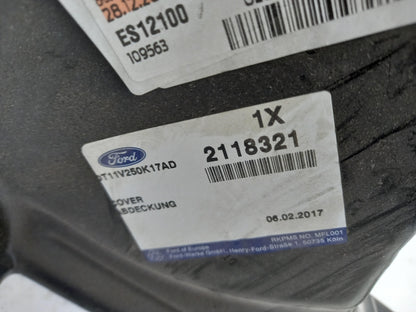 28.12.20
ES12100
109563
1X
Ford
2118321
DT11V250K17AD
COVER
ABDECKUNG
06.02.2017
RKPMS NO. MFL001
Ford of Europe
Ford-Werke GmbH, Henry-Ford-Straße 1, 50735 Köln